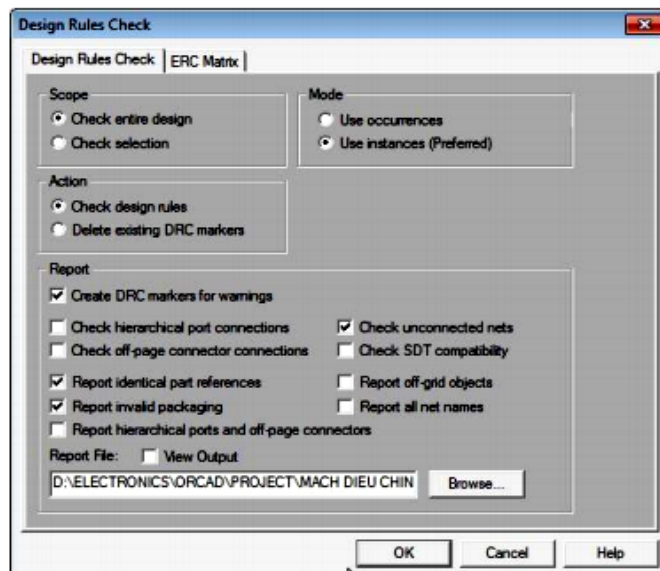 Design Rules Check
Design Rules Check ERC Matrix
Scope
Check entire design
Check selection
Mode
Use occurrences
Use instances (Preferred)
Action
Check design rules
Delete existing DRC markers
Report
Create DRC markers for warnings
Check hierarchical port connections
Check unconnected nets
Check off-page connector connections
Check SDT compatibility
Report identical part references
Report off-grid objects
Report invalid packaging
Report all net names
Report hierarchical ports and off-page connectors
Report File: View Output
D:\ELECTRONICS\ORCAD\PROJECT\MACH DIEU CHIN
Browse...
OK Cancel Help